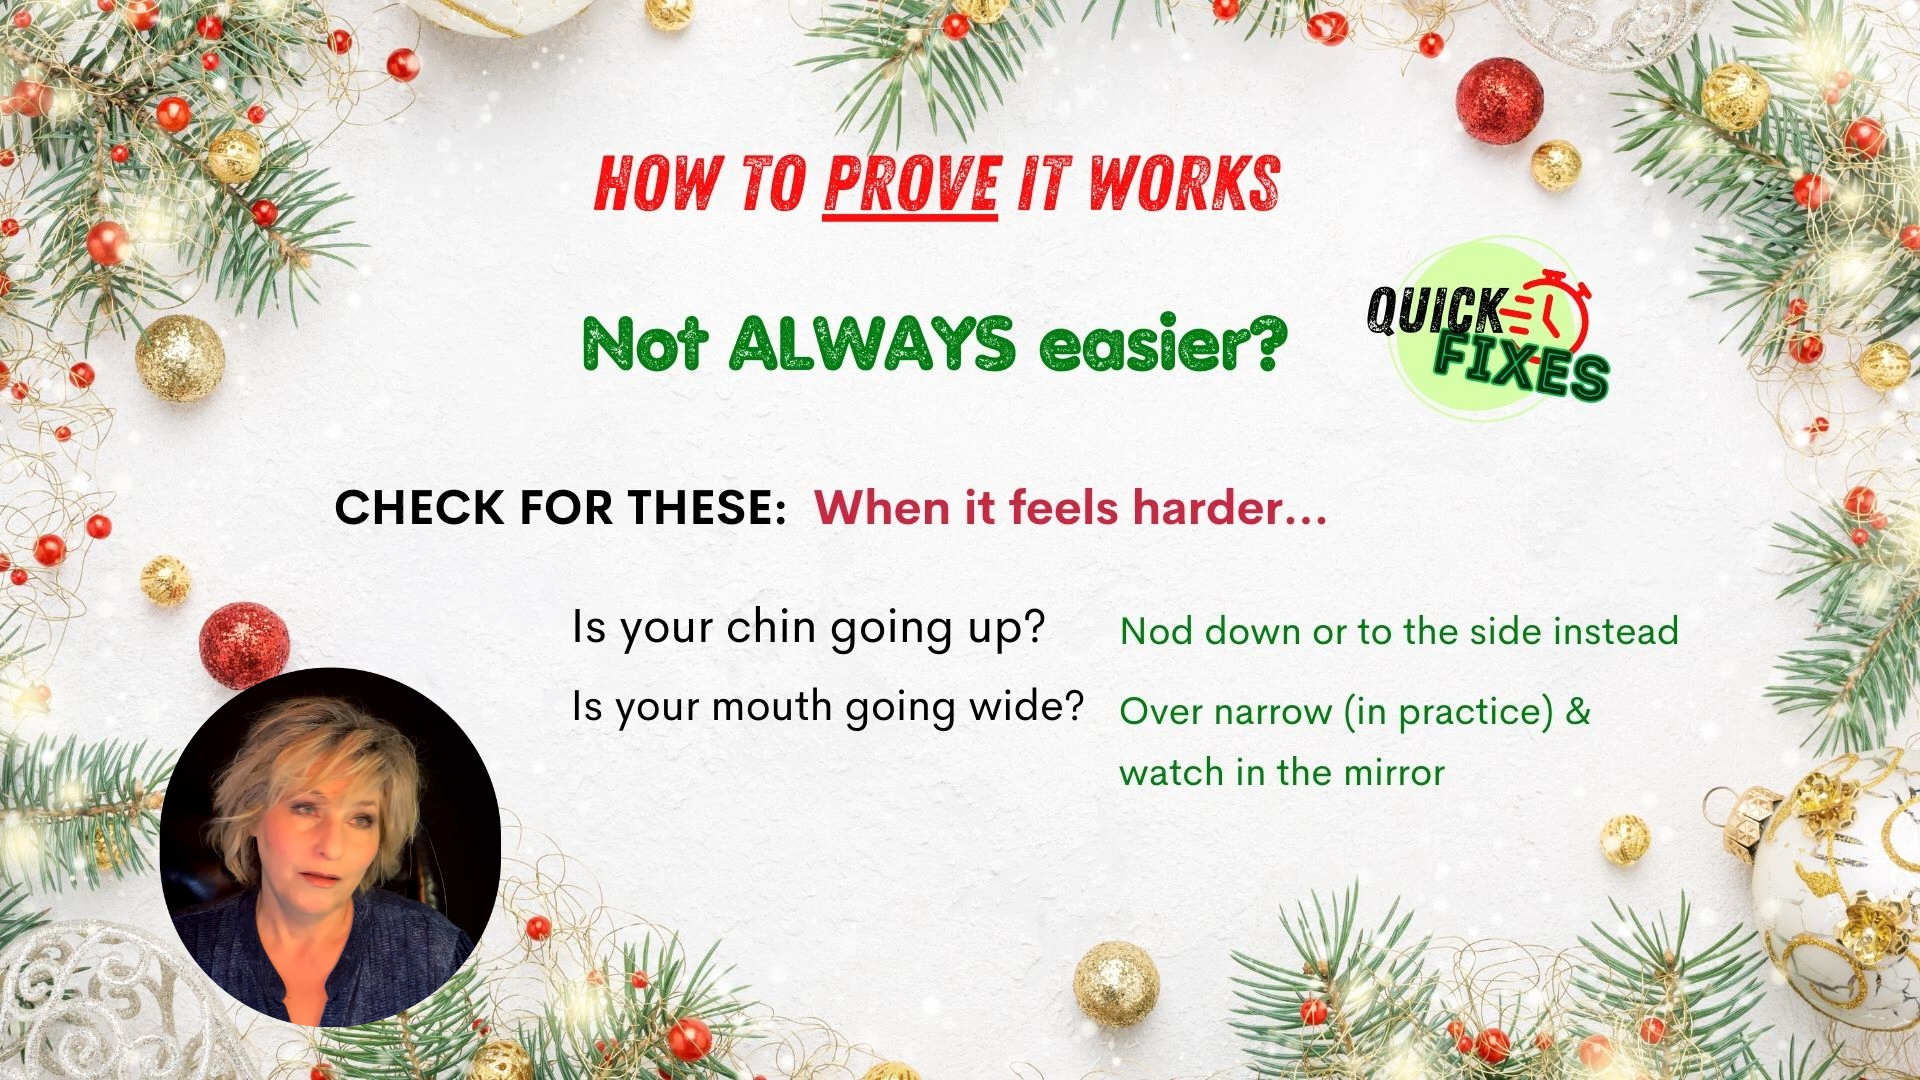 HOW TO PROVE IT WORKS
Not ALWAYS easier?
QUICK
FIXES
CHECK FOR THESE: When it feels harder...
Is your chin going up? Nod down or to the side instead
Is your mouth going wide? Over narrow (in practice) &
watch in the mirror